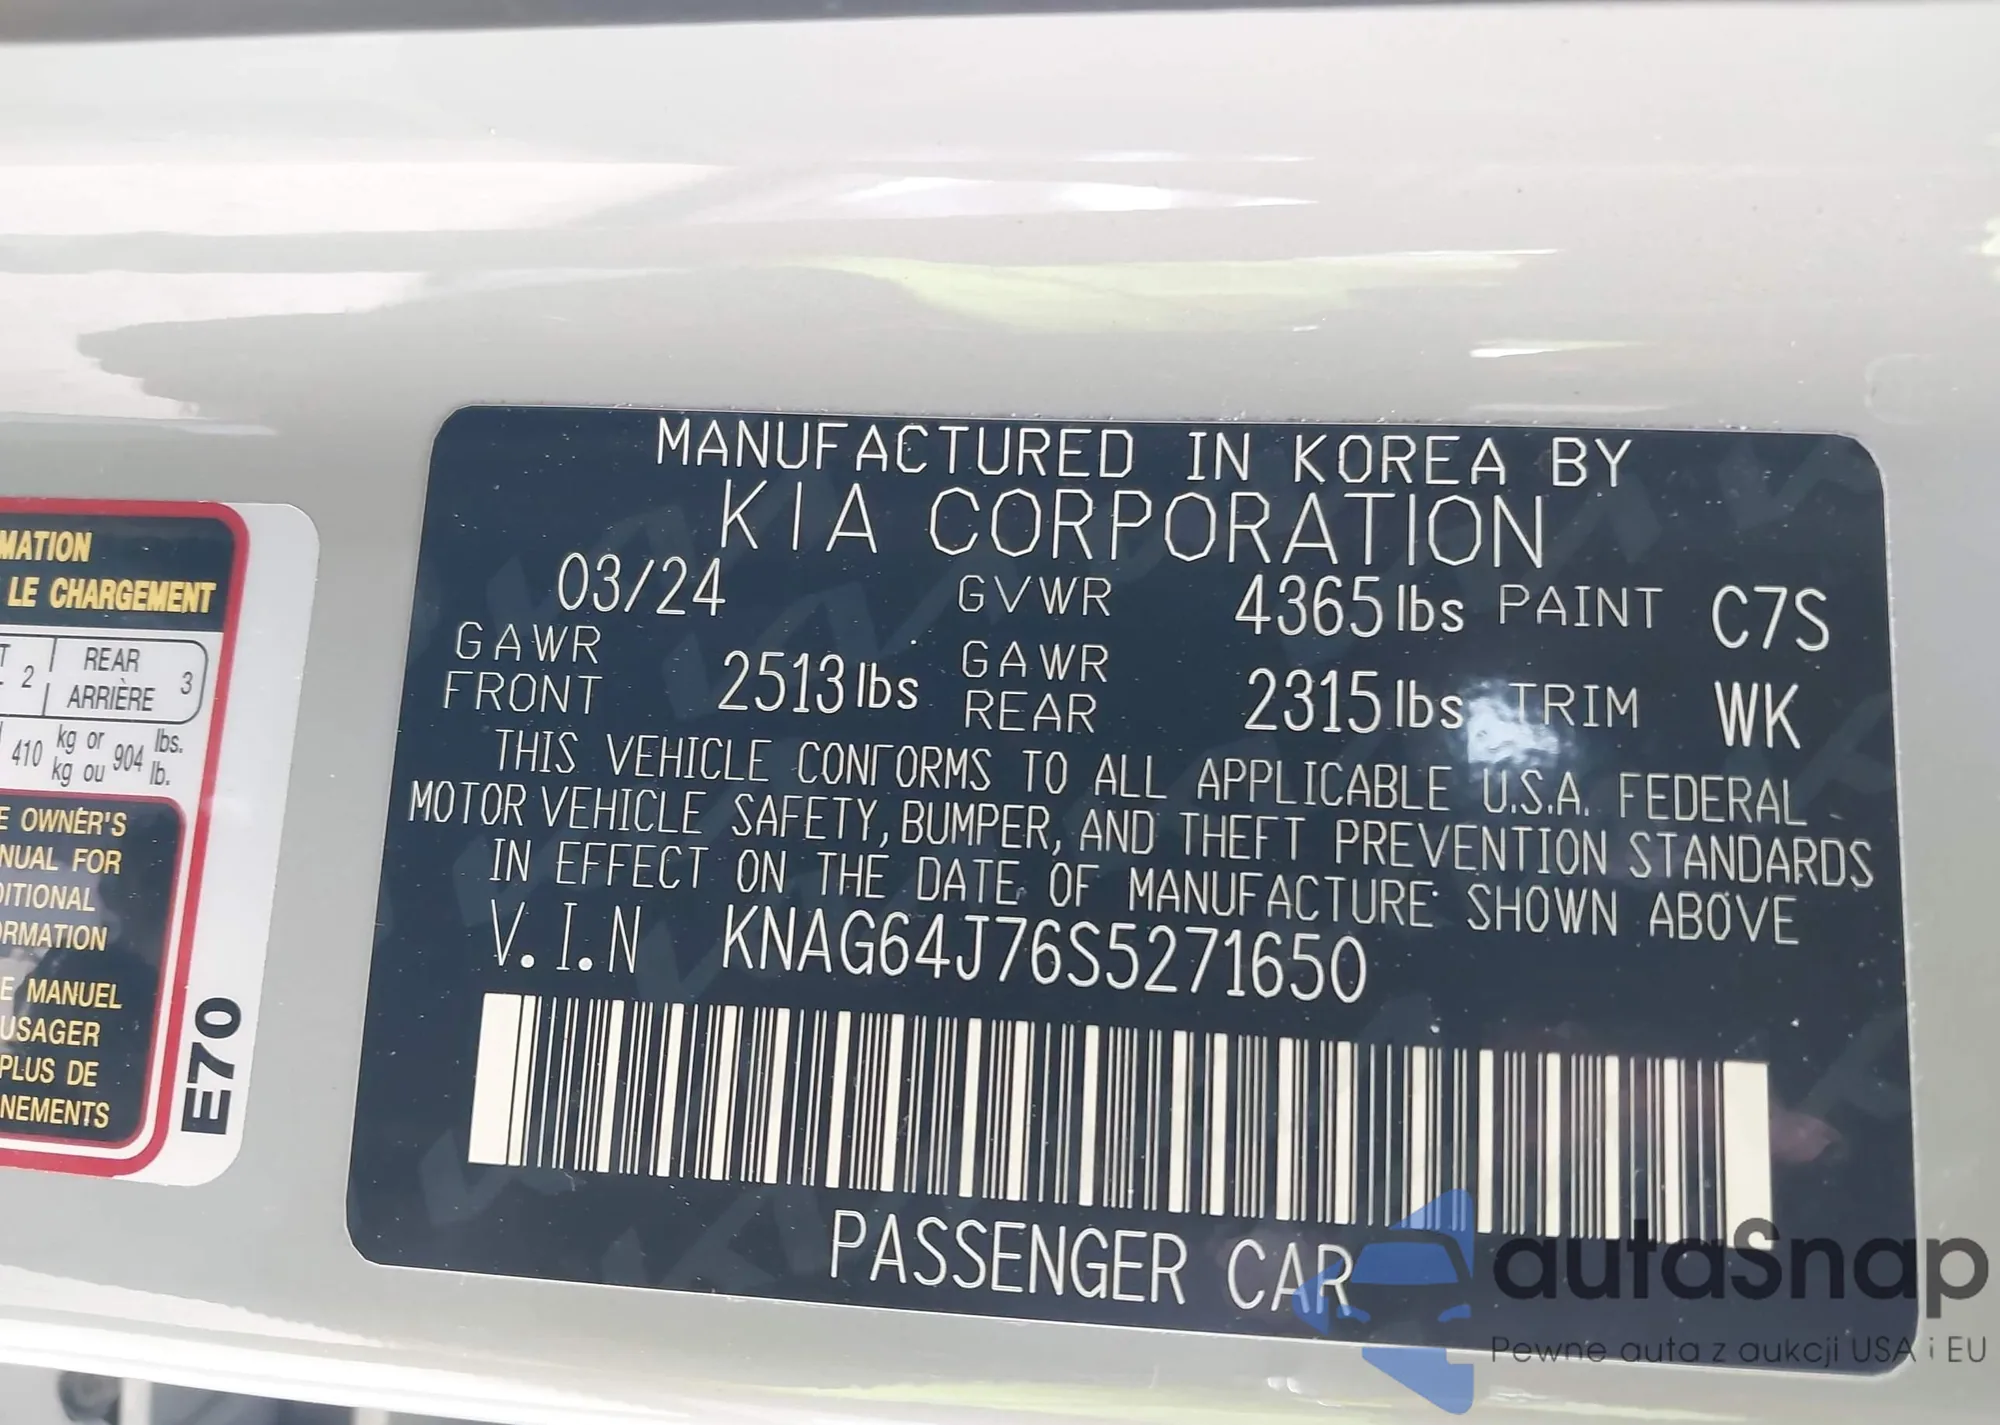 MANUFACTURED IN KOREA BY
KIA CORPORATION
03/24 GVWR 4365 lbs PAINT C7S
GAWR FRONT 2513 lbs GAWR REAR 2315 lbs TRIM WK
THIS VEHICLE CONFORMS TO ALL APPLICABLE U.S.A. FEDERAL
MOTOR VEHICLE SAFETY, BUMPER, AND THEFT PREVENTION STANDARDS
IN EFFECT ON THE DATE OF MANUFACTURE SHOWN ABOVE
V.I.N KNAG64J76S5271650
PASSENGER CAR
MATION
LE CHARGEMENT
2 REAR
ARRIÈRE 3
410 kg or 904 lbs.
kg ou lb.
E OWNER'S
NUAL FOR
DITIONAL
ORMATION
E MANUEL
USAGER
PLUS DE
NEMENTS
E70
autaSnap
Pewne auta z aukcji USA i EU